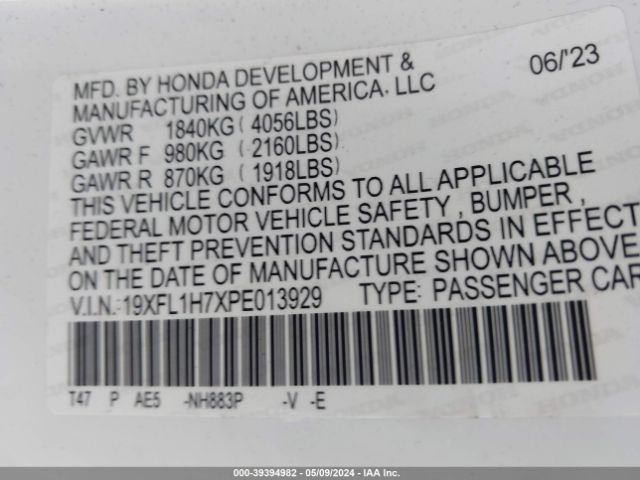 MFD. BY HONDA DEVELOPMENT & 06/'23
MANUFACTURING OF AMERICA, LLC
GVWR 1840KG ( 4056LBS)
GAWR F 980KG ( 2160LBS)
GAWR R 870KG ( 1918LBS)
THIS VEHICLE CONFORMS TO ALL APPLICABLE
FEDERAL MOTOR VEHICLE SAFETY , BUMPER ,
AND THEFT PREVENTION STANDARDS IN EFFECT
ON THE DATE OF MANUFACTURE SHOWN ABOVE
V.I.N.:19XFL1H7XPE013929 TYPE: PASSENGER CAR
T47 P AE5 -NH883P -V -E
000-39394982 - 05/09/2024 - IAA Inc.